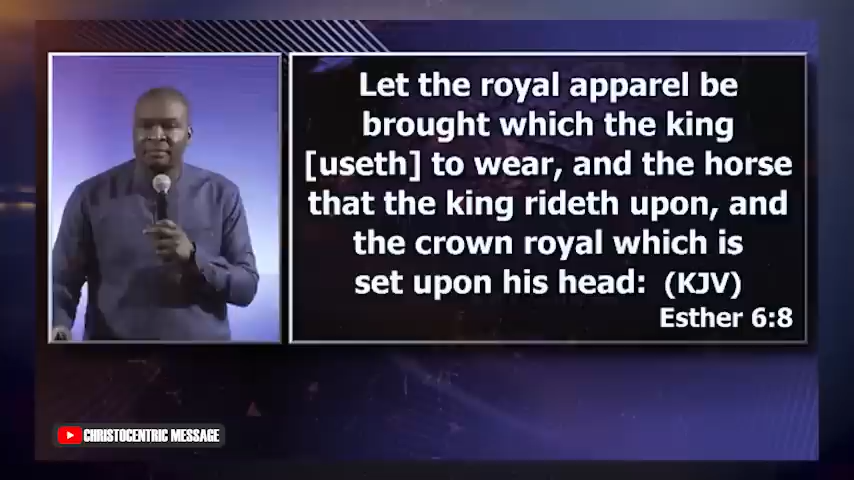 Let the royal apparel be
brought which the king
[useth] to wear, and the horse
that the king rideth upon, and
the crown royal which is
set upon his head: (KJV)
Esther 6:8
CHRISTOCENTRIC MESSAGE